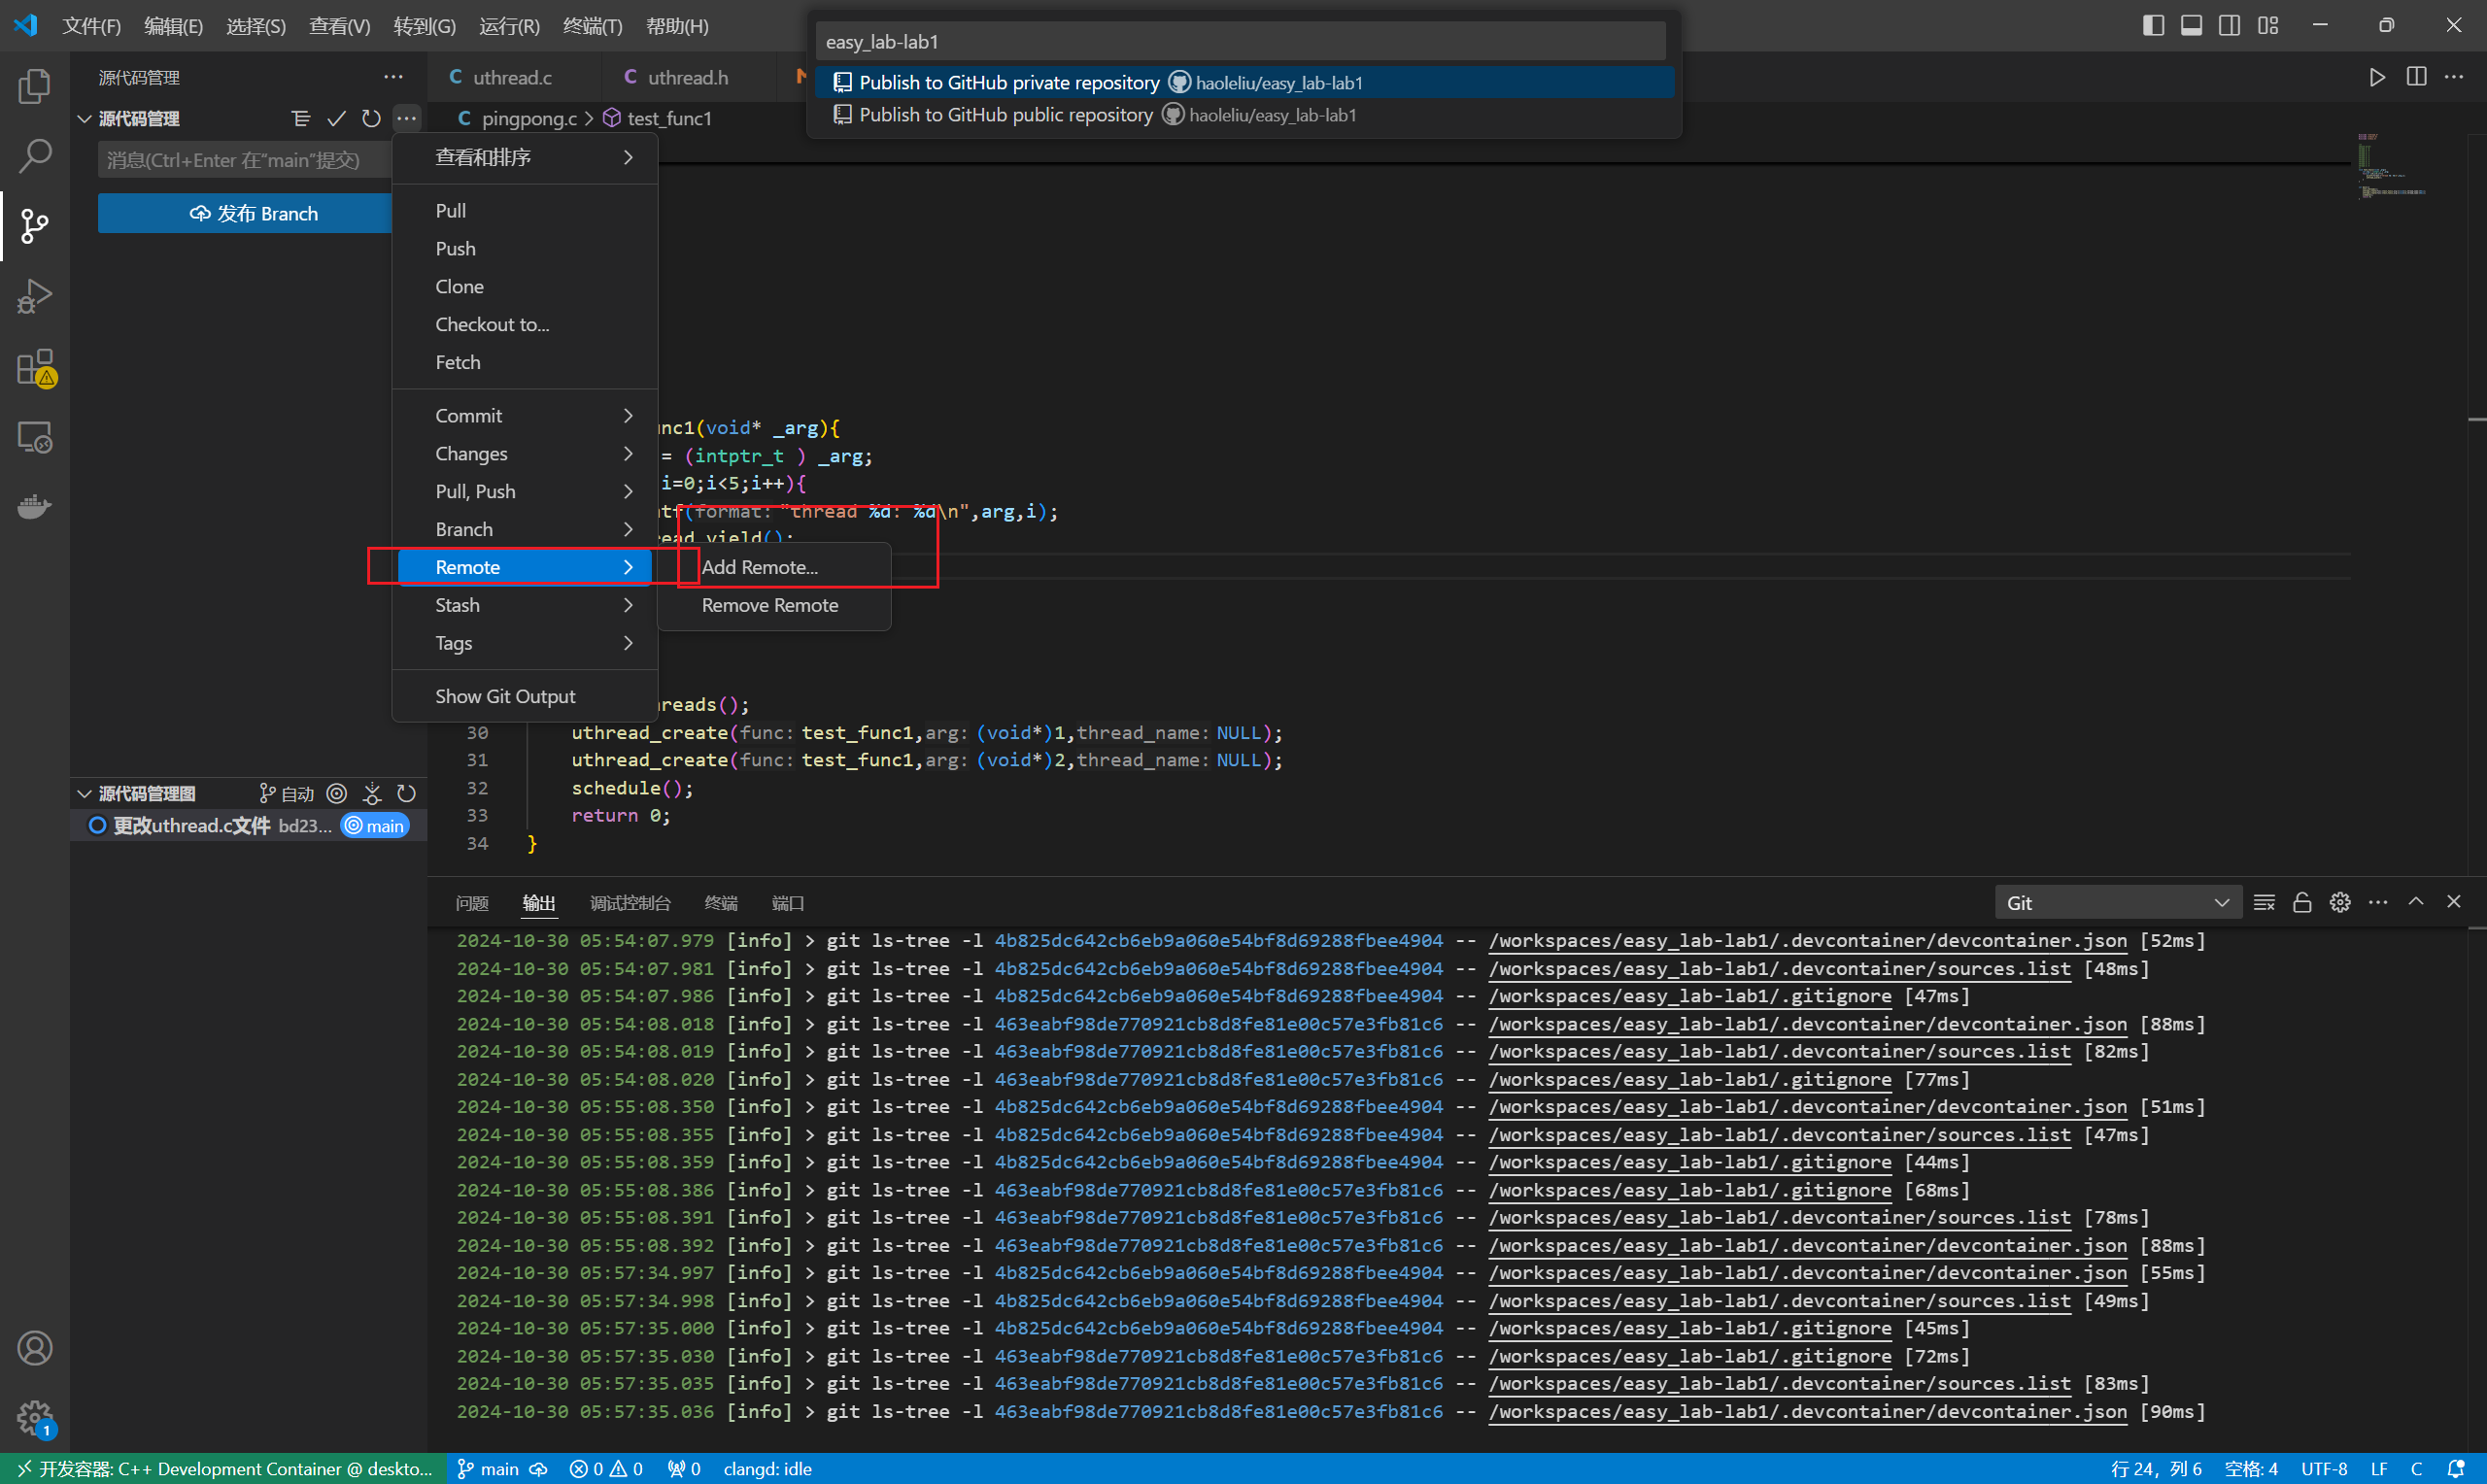 文件(F) 编辑(E) 选择(S) 查看(V) 转到(G) 运行(R) 终端(T) 帮助(H)
easy_lab-lab1
Publish to GitHub private repository haoleliu/easy_lab-lab1
Publish to GitHub public repository haoleliu/easy_lab-lab1
源代码管理
源代码管理
消息(Ctrl+Enter 在"main"提交)
发布 Branch
C uthread.c
C uthread.h
C pingpong.c > test_func1
查看和排序
Pull
Push
Clone
Checkout to...
Fetch
Commit
Changes
Pull, Push
Branch
Remote
Stash
Tags
Show Git Output
Add Remote...
Remove Remote
nc1(void* _arg){
= (intptr_t ) _arg;
i=0;i<5;i++){
tf(format: "thread %d: %d\n",arg,i);
ead_yield();
reads();
30 uthread_create(func: test_func1,arg: (void*)1,thread_name: NULL);
31 uthread_create(func: test_func1,arg: (void*)2,thread_name: NULL);
32 schedule();
33 return 0;
34 }
源代码管理图 自动
更改uthread.c文件 bd23... main
问题 输出 调试控制台 终端 端口
Git
2024-10-30 05:54:07.979 [info] > git ls-tree -l 4b825dc642cb6eb9a060e54bf8d69288fbee4904 -- /workspaces/easy_lab-lab1/.devcontainer/devcontainer.json [52ms]
2024-10-30 05:54:07.981 [info] > git ls-tree -l 4b825dc642cb6eb9a060e54bf8d69288fbee4904 -- /workspaces/easy_lab-lab1/.devcontainer/sources.list [48ms]
2024-10-30 05:54:07.986 [info] > git ls-tree -l 4b825dc642cb6eb9a060e54bf8d69288fbee4904 -- /workspaces/easy_lab-lab1/.gitignore [47ms]
2024-10-30 05:54:08.018 [info] > git ls-tree -l 463eabf98de770921cb8d8fe81e00c57e3fb81c6 -- /workspaces/easy_lab-lab1/.devcontainer/devcontainer.json [88ms]
2024-10-30 05:54:08.019 [info] > git ls-tree -l 463eabf98de770921cb8d8fe81e00c57e3fb81c6 -- /workspaces/easy_lab-lab1/.devcontainer/sources.list [82ms]
2024-10-30 05:54:08.020 [info] > git ls-tree -l 463eabf98de770921cb8d8fe81e00c57e3fb81c6 -- /workspaces/easy_lab-lab1/.gitignore [77ms]
2024-10-30 05:55:08.350 [info] > git ls-tree -l 4b825dc642cb6eb9a060e54bf8d69288fbee4904 -- /workspaces/easy_lab-lab1/.devcontainer/devcontainer.json [51ms]
2024-10-30 05:55:08.355 [info] > git ls-tree -l 4b825dc642cb6eb9a060e54bf8d69288fbee4904 -- /workspaces/easy_lab-lab1/.devcontainer/sources.list [47ms]
2024-10-30 05:55:08.359 [info] > git ls-tree -l 4b825dc642cb6eb9a060e54bf8d69288fbee4904 -- /workspaces/easy_lab-lab1/.gitignore [44ms]
2024-10-30 05:55:08.386 [info] > git ls-tree -l 463eabf98de770921cb8d8fe81e00c57e3fb81c6 -- /workspaces/easy_lab-lab1/.gitignore [68ms]
2024-10-30 05:55:08.391 [info] > git ls-tree -l 463eabf98de770921cb8d8fe81e00c57e3fb81c6 -- /workspaces/easy_lab-lab1/.devcontainer/sources.list [78ms]
2024-10-30 05:55:08.392 [info] > git ls-tree -l 463eabf98de770921cb8d8fe81e00c57e3fb81c6 -- /workspaces/easy_lab-lab1/.devcontainer/devcontainer.json [88ms]
2024-10-30 05:57:34.997 [info] > git ls-tree -l 4b825dc642cb6eb9a060e54bf8d69288fbee4904 -- /workspaces/easy_lab-lab1/.devcontainer/devcontainer.json [55ms]
2024-10-30 05:57:34.998 [info] > git ls-tree -l 4b825dc642cb6eb9a060e54bf8d69288fbee4904 -- /workspaces/easy_lab-lab1/.devcontainer/sources.list [49ms]
2024-10-30 05:57:35.000 [info] > git ls-tree -l 4b825dc642cb6eb9a060e54bf8d69288fbee4904 -- /workspaces/easy_lab-lab1/.gitignore [45ms]
2024-10-30 05:57:35.030 [info] > git ls-tree -l 463eabf98de770921cb8d8fe81e00c57e3fb81c6 -- /workspaces/easy_lab-lab1/.gitignore [72ms]
2024-10-30 05:57:35.035 [info] > git ls-tree -l 463eabf98de770921cb8d8fe81e00c57e3fb81c6 -- /workspaces/easy_lab-lab1/.devcontainer/sources.list [83ms]
2024-10-30 05:57:35.036 [info] > git ls-tree -l 463eabf98de770921cb8d8fe81e00c57e3fb81c6 -- /workspaces/easy_lab-lab1/.devcontainer/devcontainer.json [90ms]
1
开发容器: C++ Development Container @ deskto... main 0 0 0 clangd: idle 行 24, 列 6 空格: 4 UTF-8 LF C